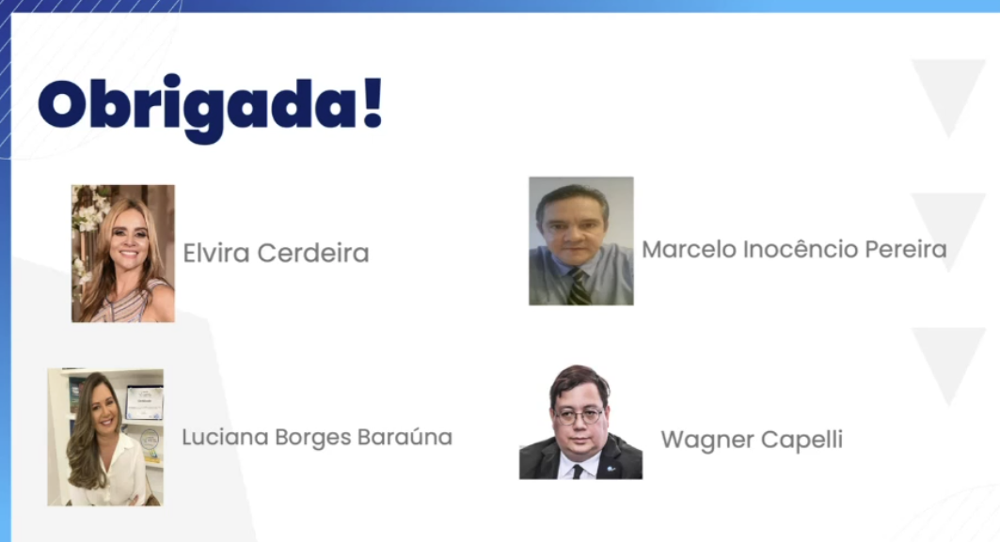 Obrigada!
Elvira Cerdeira
Marcelo Inocêncio Pereira
Luciana Borges Baraúna
Wagner Capelli